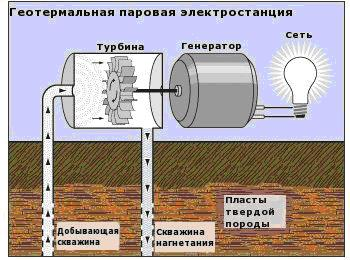 Геотермальная паровая электростанция
Турбина
Генератор
Сеть
Добывающая
скважина
Скважина
нагнетания
Пласты
твердой
породы